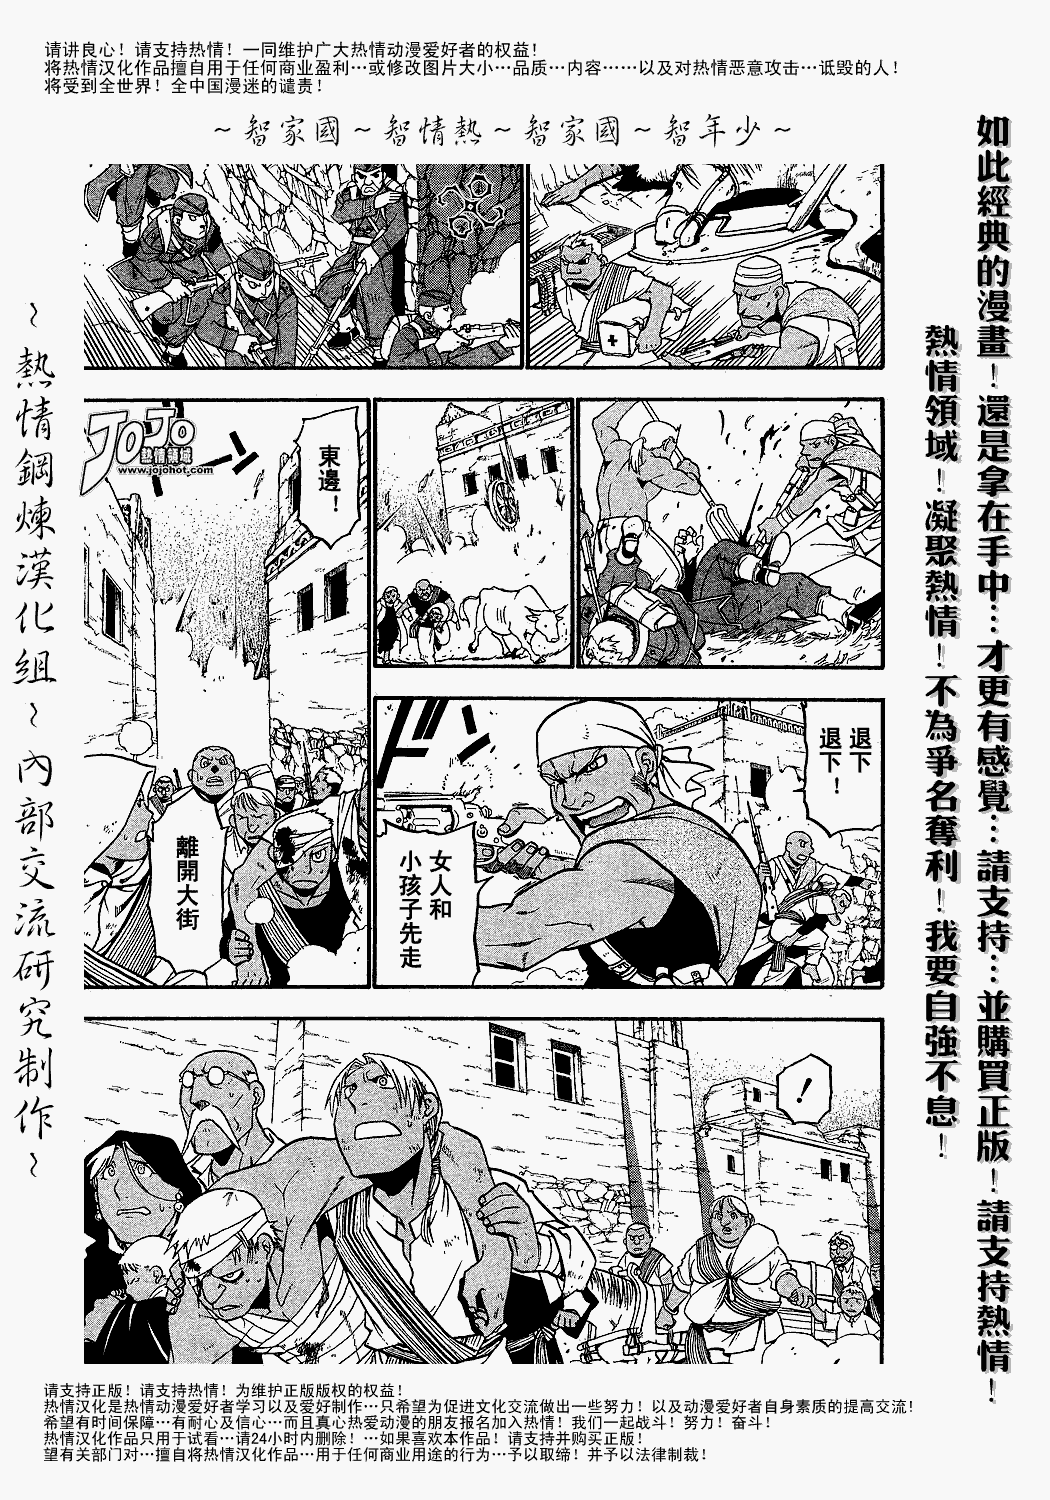 请讲良心！请支持热情！一同维护广大热情动漫爱好者的权益！
将热情汉化作品擅自用于任何商业盈利…或修改图片大小…品质…内容……以及对热情恶意攻击…诋毁的人！
将受到全世界！全中国漫迷的谴责！
～智家國～智情熱～智家國～智年少～
如此經典的漫畫！還是拿在手中…才更有感覺…請支持…並購買正版！請支持熱情！
熱情領域！凝聚熱情！不為爭名奪利！我要自強不息！
～熱情鋼煉漢化組～內部交流研究制作～
JOJO
熱情領域
www.jojohot.com
東邊！
離開大街
退下
退下！
女人和
小孩子先走
ドン
！
请支持正版！请支持热情！为维护正版版权的权益！
热情汉化是热情动漫爱好者学习以及爱好制作…只希望为促进文化交流做出一些努力！以及动漫爱好者自身素质的提高交流！
希望有时间保障…有耐心及信心…而且真心热爱动漫的朋友报名加入热情！我们一起战斗！努力！奋斗！
热情汉化作品只用于试看…请24小时内删除！…如果喜欢本作品！请支持并购买正版！
望有关部门对…擅自将热情汉化作品…用于任何商业用途的行为…予以取缔！并予以法律制裁！